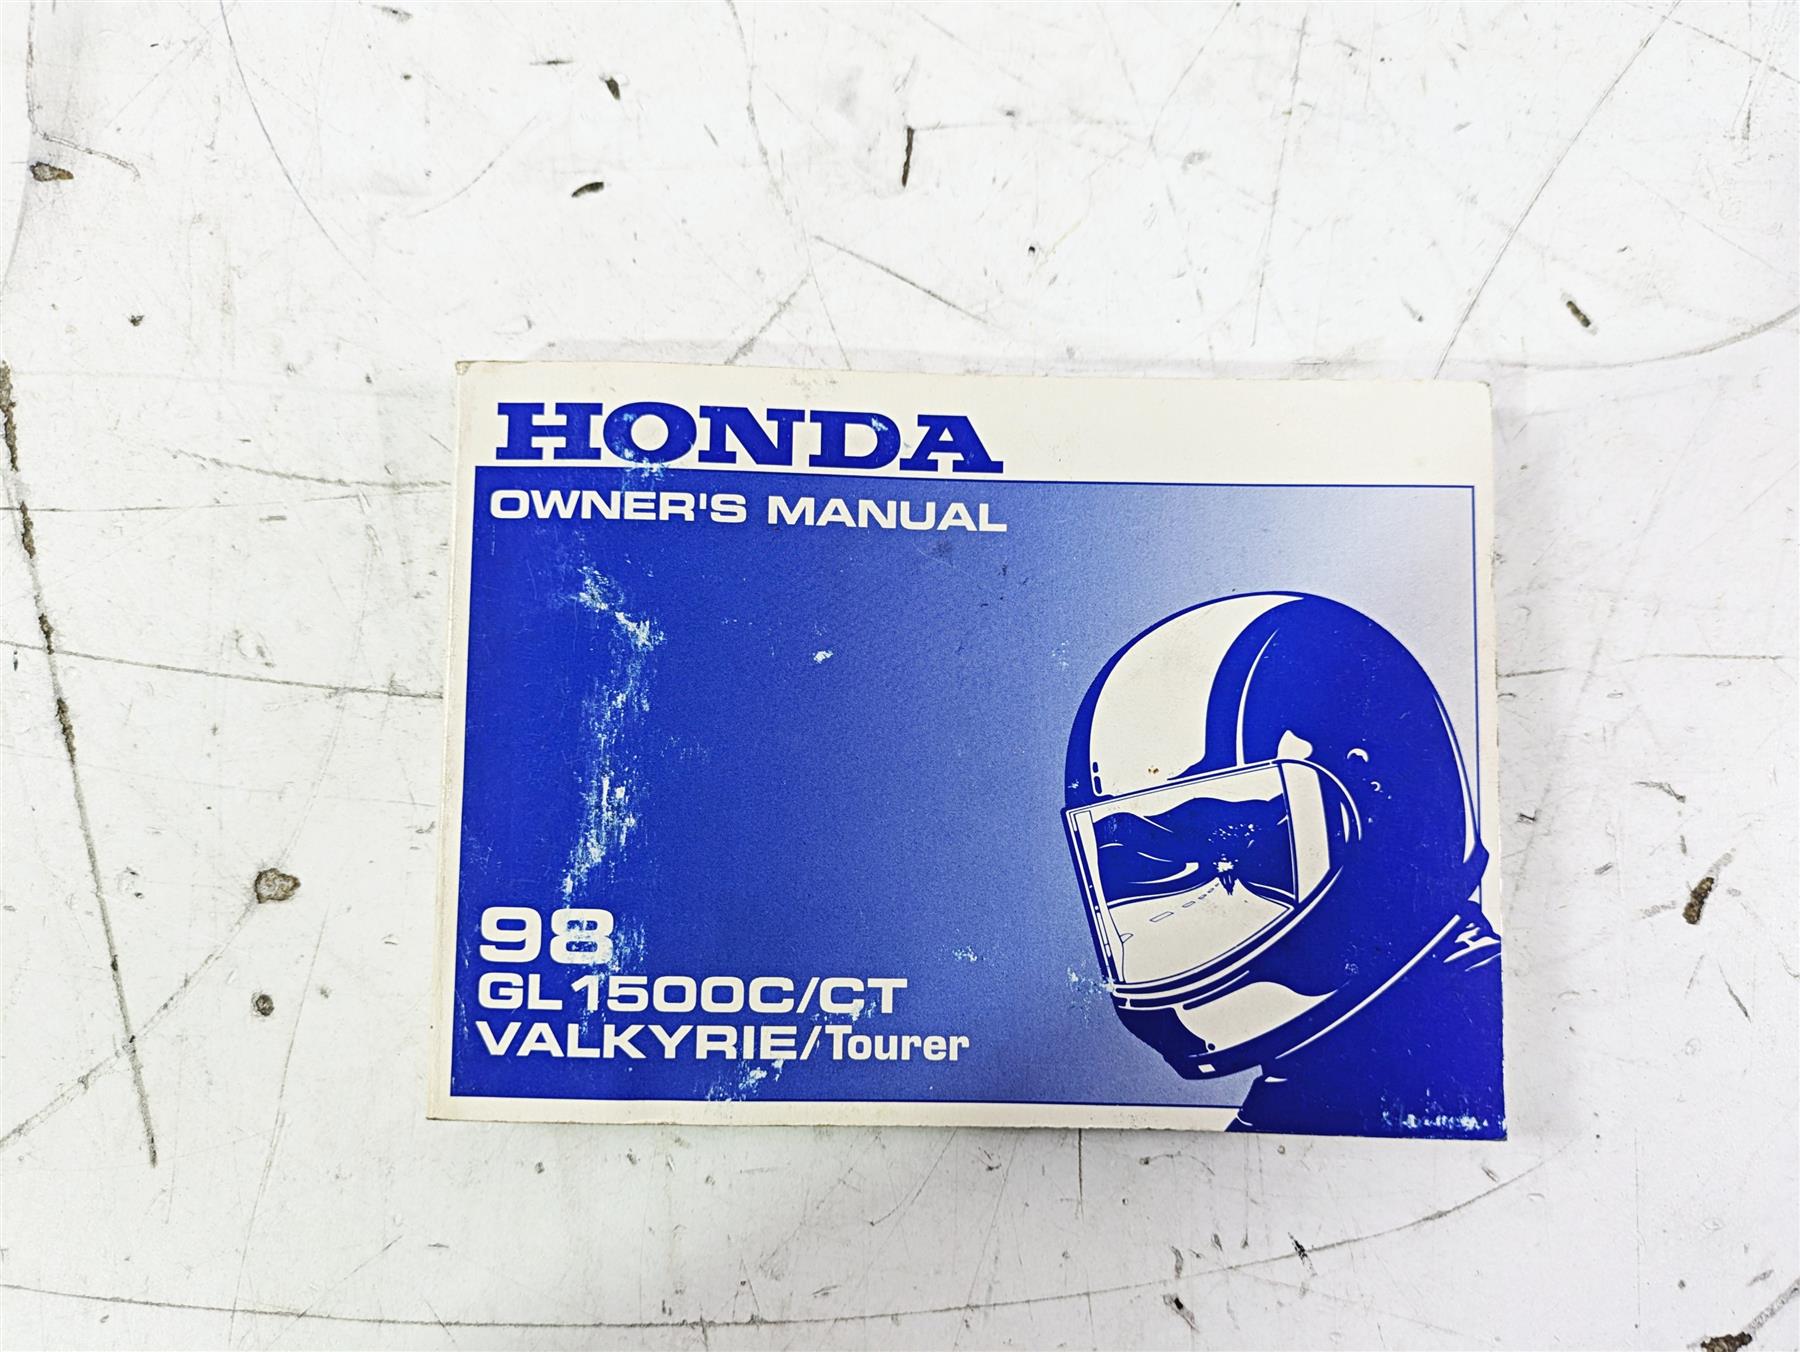 HONDA
OWNER'S MANUAL
98
GL1500C/CT
VALKYRIE/Tourer